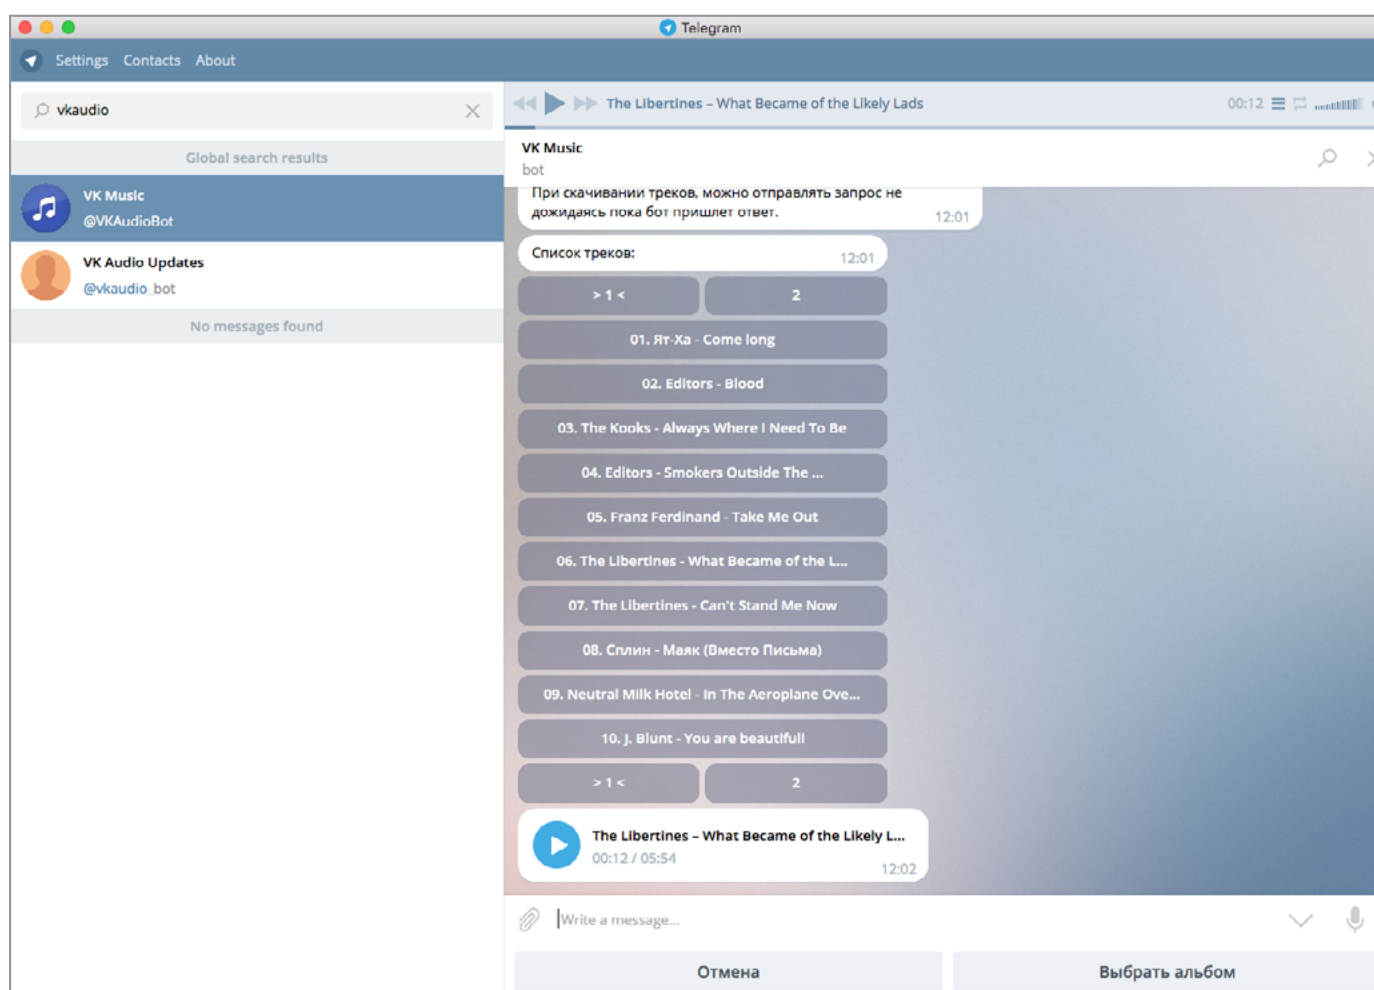 Telegram
Settings Contacts About
vkaudio
Global search results
VK Music
@VKAudioBot
VK Audio Updates
@vkaudio_bot
No messages found
The Libertines – What Became of the Likely Lads
00:12
VK Music
bot
При скачивании треков, можно отправлять запрос не
дожидаясь пока бот пришлет ответ.
12:01
Список треков:
12:01
> 1 < 2
01. Ят-Ха - Come long
02. Editors - Blood
03. The Kooks - Always Where I Need To Be
04. Editors - Smokers Outside The ...
05. Franz Ferdinand - Take Me Out
06. The Libertines - What Became of the L...
07. The Libertines - Can't Stand Me Now
08. Сплин - Маяк (Вместо Письма)
09. Neutral Milk Hotel - In The Aeroplane Ove...
10. J. Blunt - You are beautifull
> 1 < 2
The Libertines – What Became of the Likely L...
00:12 / 05:54
12:02
Write a message...
Отмена Выбрать альбом